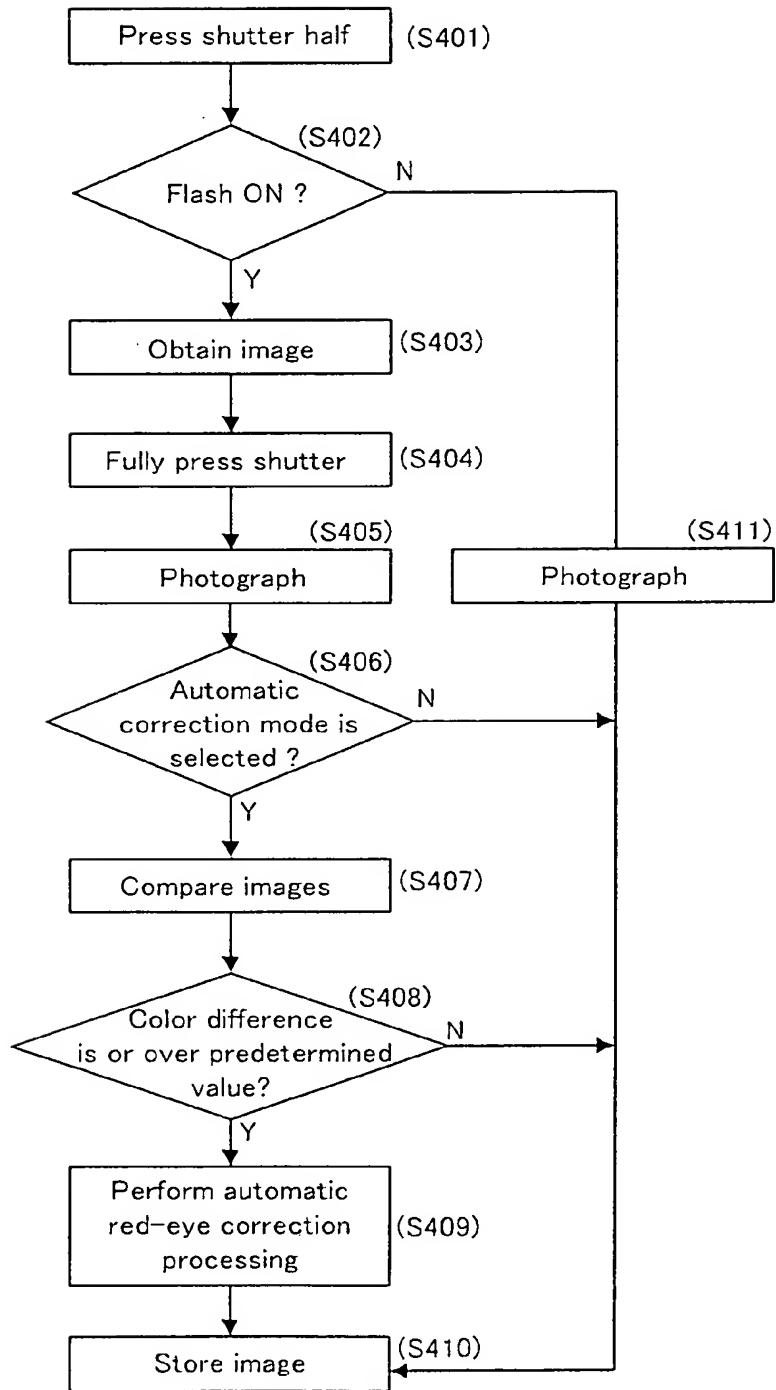 Press shutter half
(S401)
(S402)
Flash ON ?
N
Y
Obtain image
(S403)
Fully press shutter
(S404)
(S405)
Photograph
(S411)
Photograph
(S406)
Automatic
correction mode is
selected ?
N
Y
Compare images
(S407)
(S408)
Color difference
is or over predetermined
value?
N
Y
Perform automatic
red-eye correction
processing
(S409)
Store image
(S410)